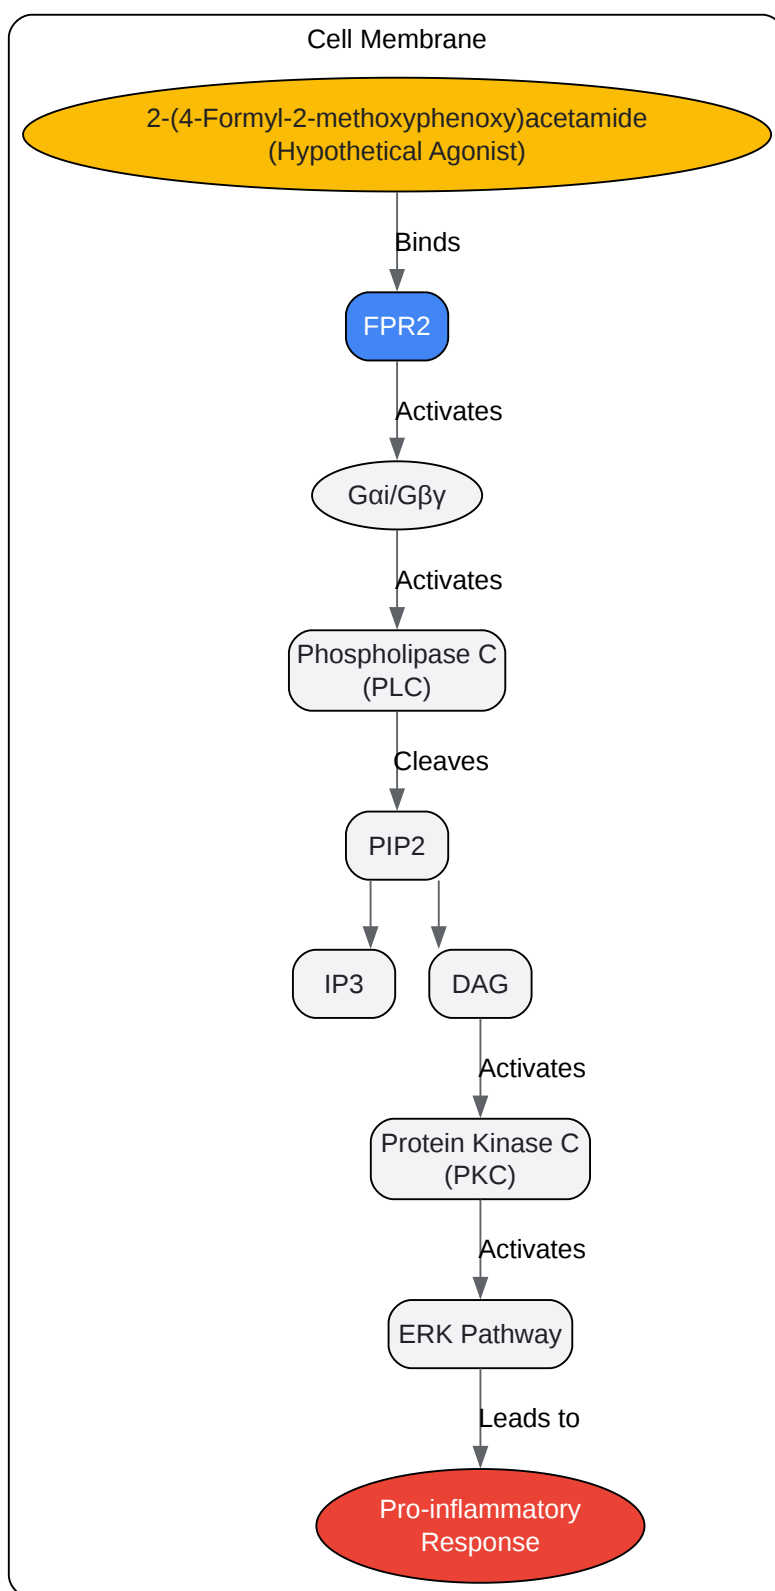 Cell Membrane
2-(4-Formyl-2-methoxyphenoxy)acetamide
(Hypothetical Agonist)
Binds
FPR2
Activates
Gαi/Gβγ
Activates
Phospholipase C
(PLC)
Cleaves
PIP2
IP3
DAG
Activates
Protein Kinase C
(PKC)
Activates
ERK Pathway
Leads to
Pro-inflammatory
Response